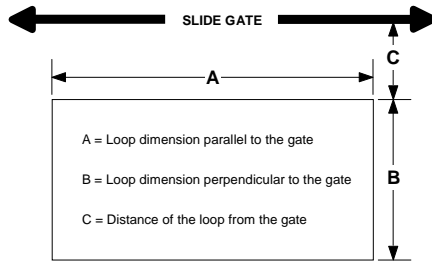 SLIDE GATE
C
A
A = Loop dimension parallel to the gate
B = Loop dimension perpendicular to the gate
B
C = Distance of the loop from the gate